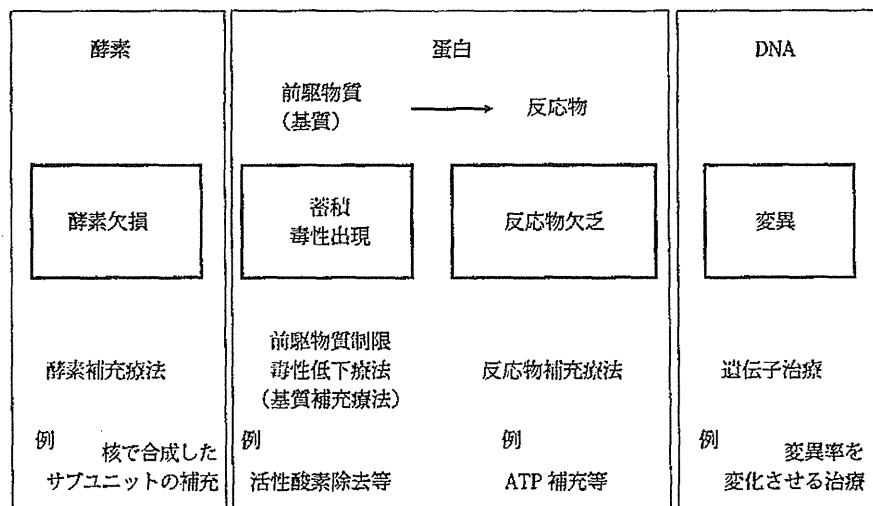 酵素
蛋白
DNA
前駆物質
(基質)
反応物
酵素欠損
蓄積
毒性出現
反応物欠乏
変異
酵素補充療法
前駆物質制限
毒性低下療法
(基質補充療法)
反応物補充療法
遺伝子治療
例
核で合成した
サブユニットの補充
例
活性酸素除去等
例
ATP 補充等
例
変異率を
変化させる治療